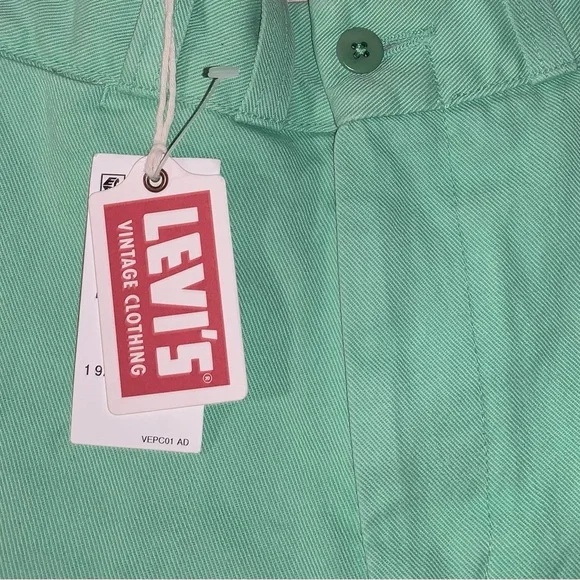 LEVI'S®
VINTAGE CLOTHING
19
VEPC01 AD